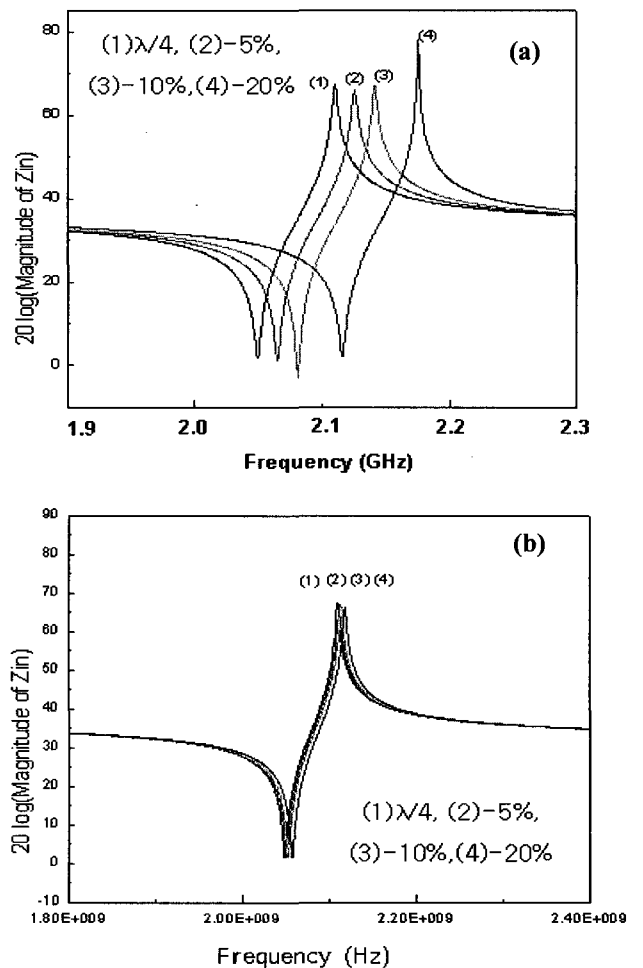 (1)λ/4, (2)-5%,
(3)-10%,(4)-20%
(a)
(1)
(2)
(3)
(4)
80
60
40
20
0
20 log(Magnitude of Zin)
1.9
2.0
2.1
2.2
2.3
Frequency (GHz)
(b)
(1) (2) (3) (4)
90
80
70
60
50
40
30
20
10
0
-10
20 log(Magnitude of Zin)
(1)λ/4, (2)-5%,
(3)-10%,(4)-20%
1.80E+009
2.00E+009
2.20E+009
2.40E+009
Frequency (Hz)